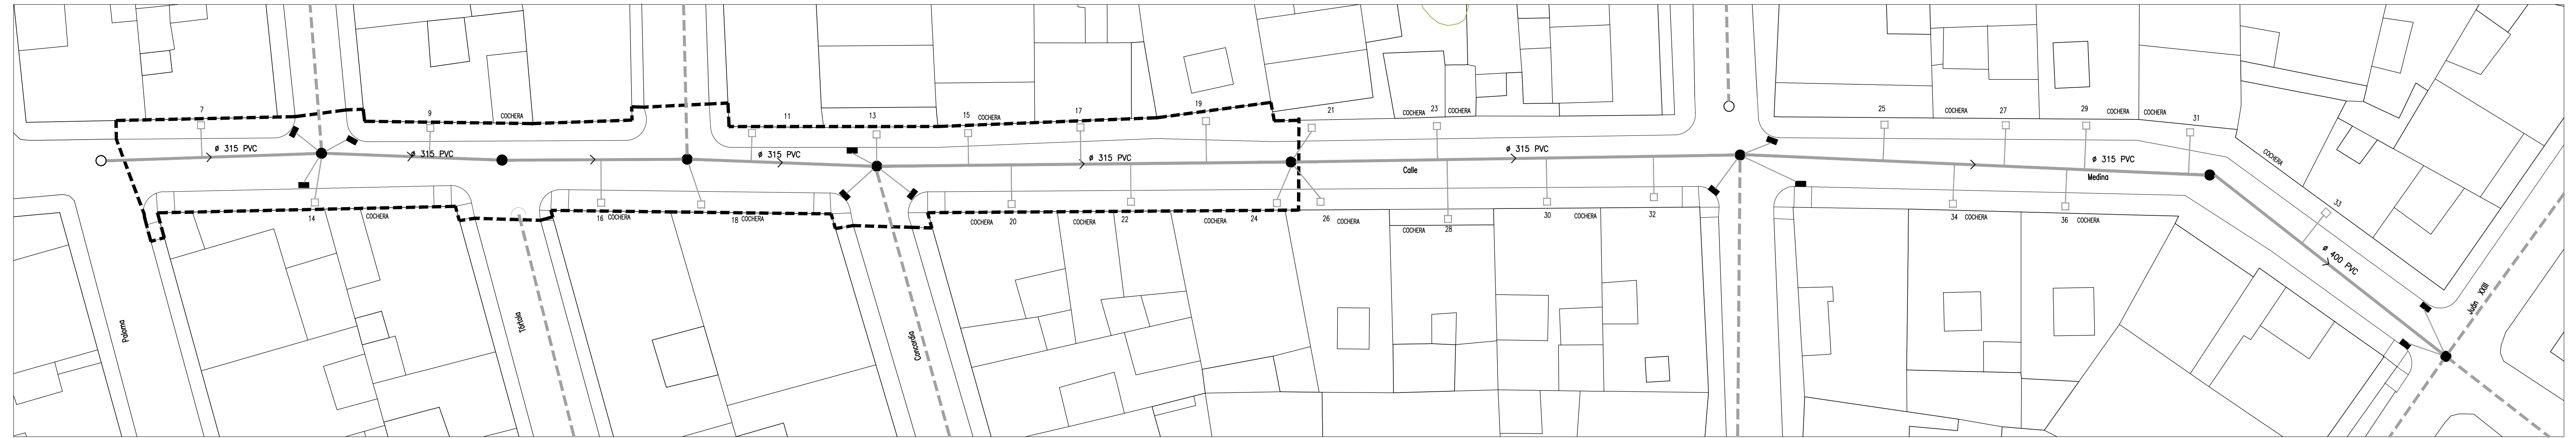 7
9
COCHERA
11
13
15
COCHERA
17
19
21
COCHERA
23
COCHERA
25
COCHERA
27
29
COCHERA
31
COCHERA
33
ø 315 PVC
ø 315 PVC
ø 315 PVC
ø 315 PVC
ø 315 PVC
ø 315 PVC
Calle
Medina
ø 400 PVC
14
COCHERA
16
COCHERA
18
COCHERA
20
COCHERA
22
COCHERA
24
COCHERA
26
COCHERA
28
COCHERA
30
COCHERA
32
34
COCHERA
36
COCHERA
Paloma
Tórtola
Concordia
Juán XXIII